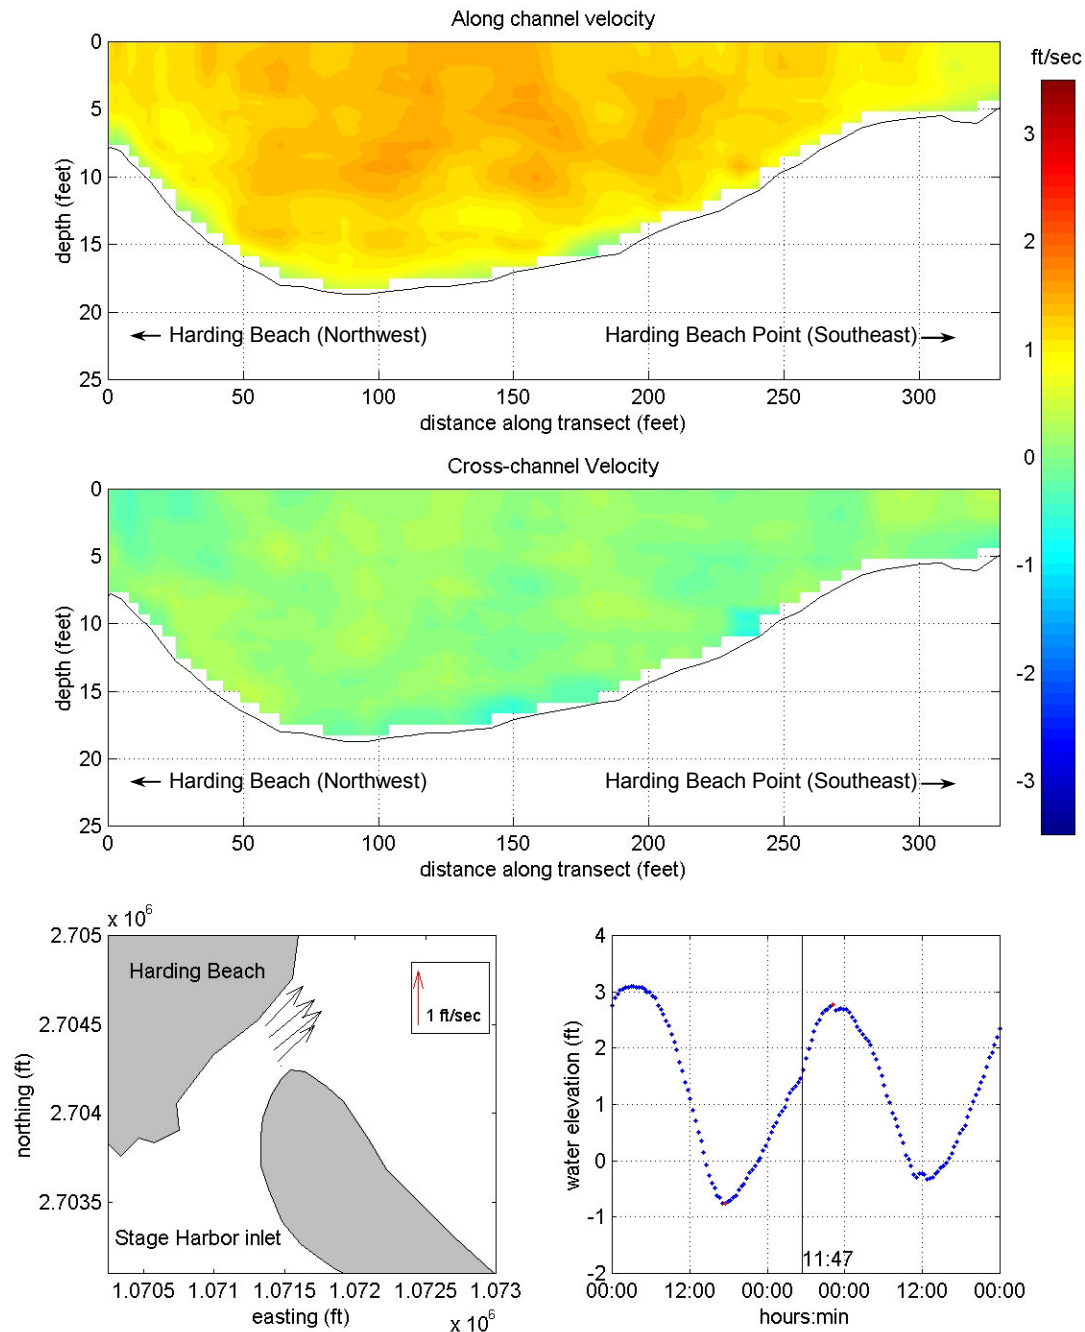 Along channel velocity
ft/sec
0
5
10
15
20
25
depth (feet)
Harding Beach (Northwest)
Harding Beach Point (Southeast)
0
50
100
150
200
250
300
distance along transect (feet)
3
2
1
0
-1
-2
-3
Cross-channel Velocity
0
5
10
15
20
25
depth (feet)
Harding Beach (Northwest)
Harding Beach Point (Southeast)
0
50
100
150
200
250
300
distance along transect (feet)
x 10^6
2.705
2.7045
2.704
2.7035
northing (ft)
Harding Beach
1 ft/sec
Stage Harbor inlet
1.0705
1.071
1.0715
1.072
1.0725
1.073
easting (ft)
x 10^6
4
3
2
1
0
-1
-2
water elevation (ft)
11:47
00:00
12:00
00:00
00:00
12:00
00:00
hours:min